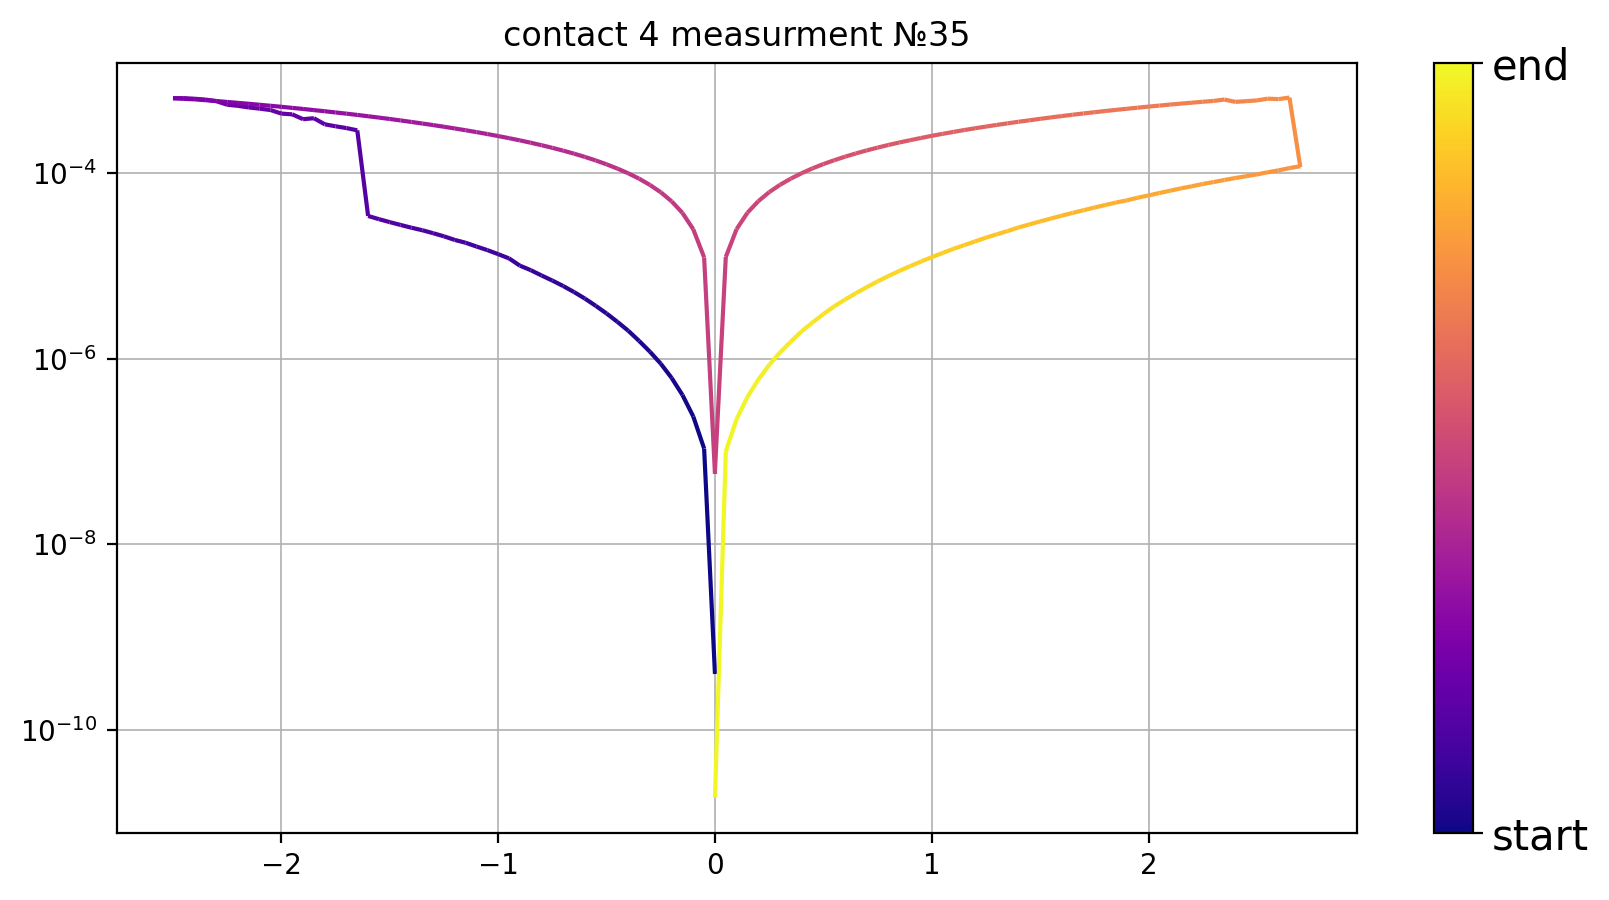 contact 4 measurment №35
end
10⁻⁴
10⁻⁶
10⁻⁸
10⁻¹⁰
start
−2 −1 0 1 2